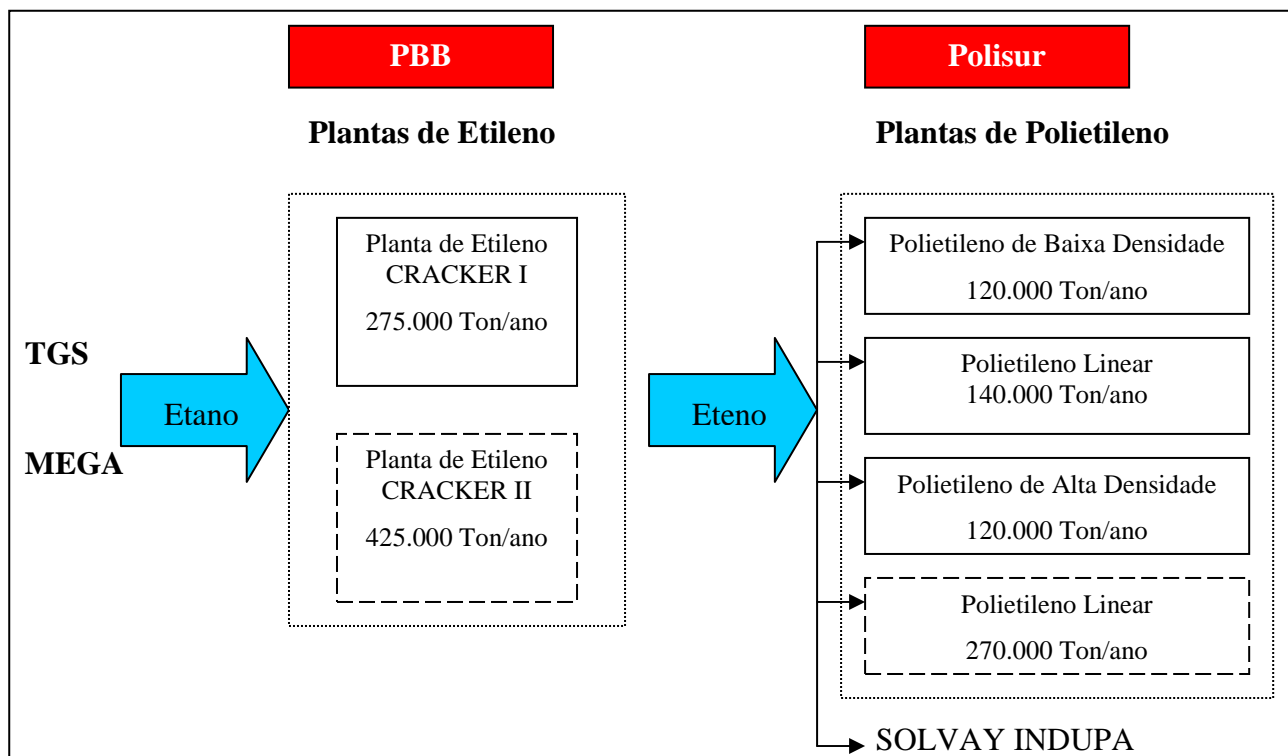 PBB
Polisur
Plantas de Etileno
Plantas de Polietileno
TGS
MEGA
Etano
Planta de Etileno
CRACKER I
275.000 Ton/ano
Planta de Etileno
CRACKER II
425.000 Ton/ano
Eteno
Polietileno de Baixa Densidade
120.000 Ton/ano
Polietileno Linear
140.000 Ton/ano
Polietileno de Alta Densidade
120.000 Ton/ano
Polietileno Linear
270.000 Ton/ano
SOLVAY INDUPA